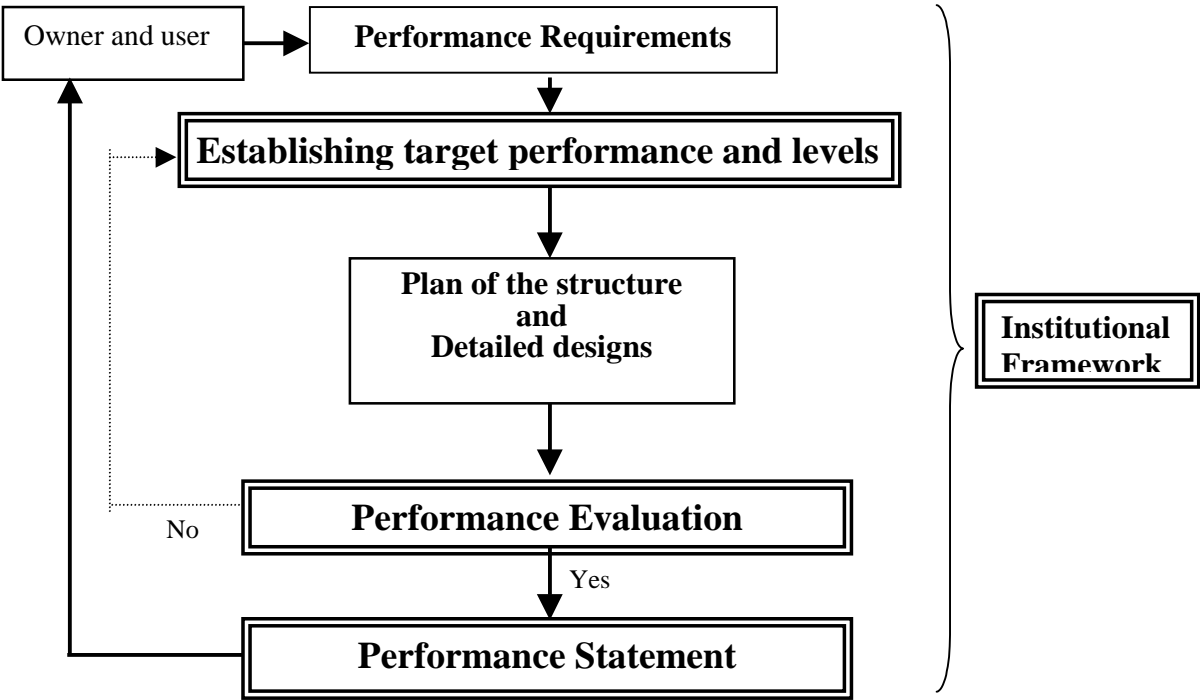 Owner and user
Performance Requirements
Establishing target performance and levels
Plan of the structure
and
Detailed designs
Institutional
Framework
Performance Evaluation
No
Yes
Performance Statement